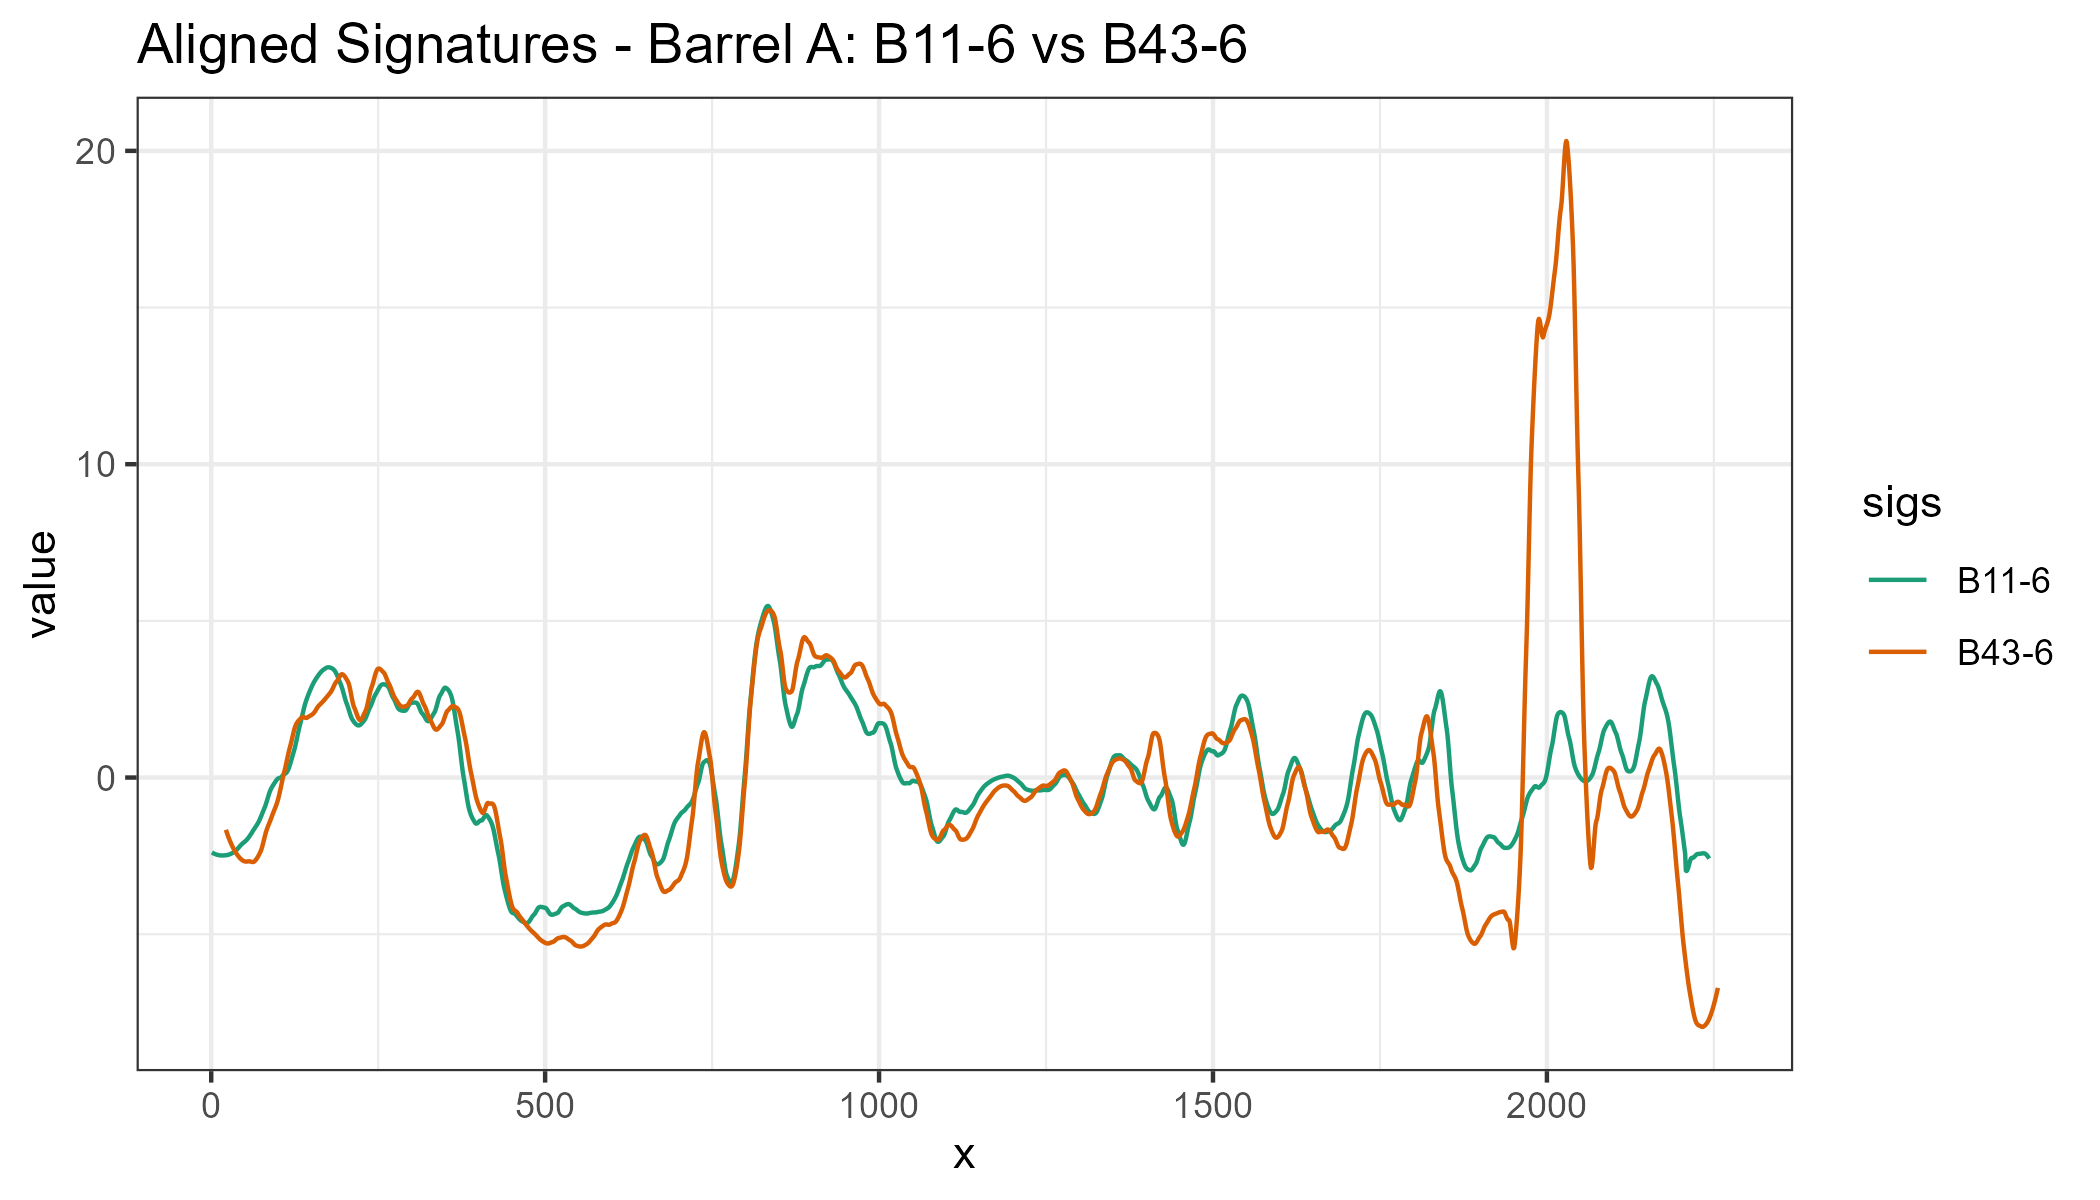 Aligned Signatures - Barrel A: B11-6 vs B43-6
20
10
0
value
0 500 1000 1500 2000
x
sigs
B11-6
B43-6